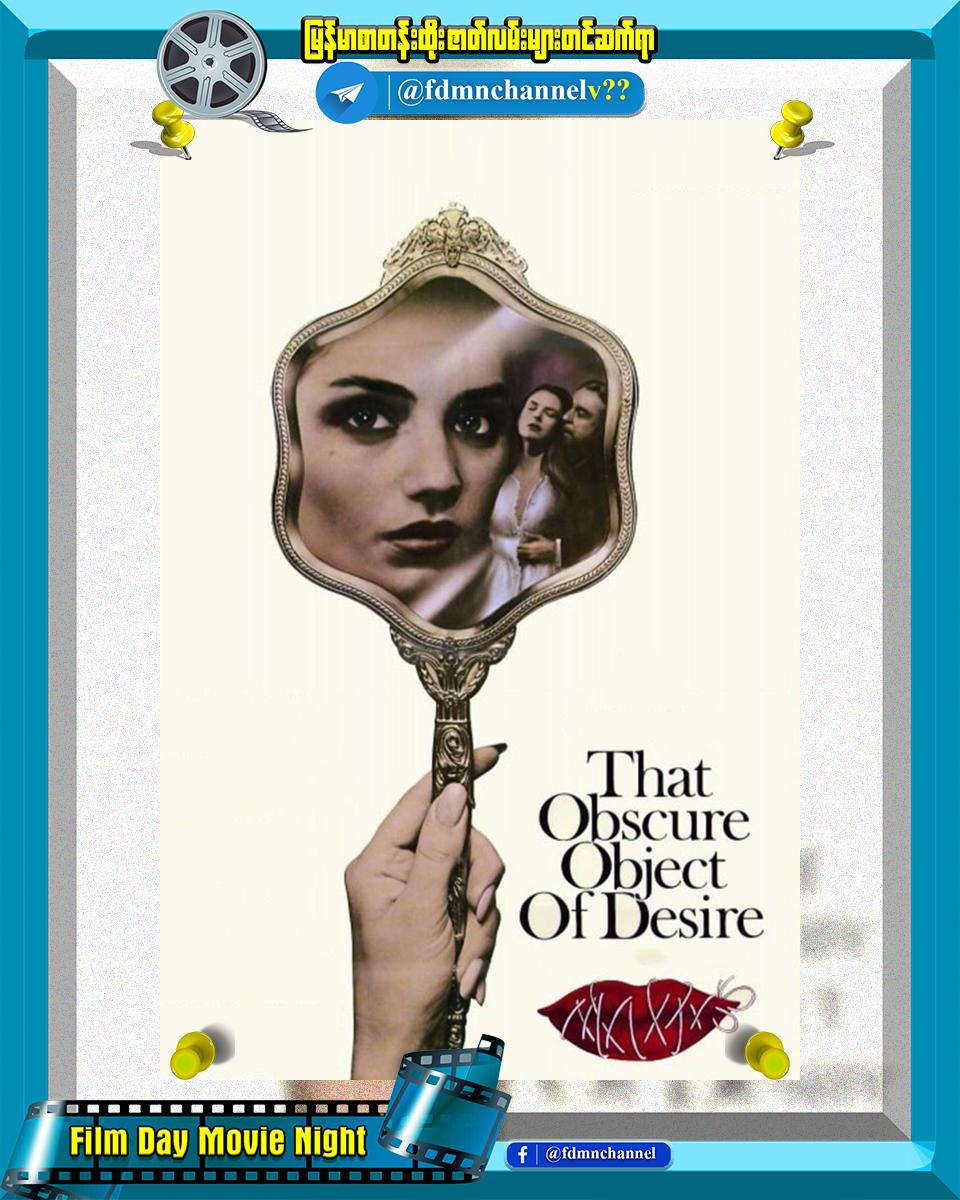 မြန်မာစာတန်းထိုးဇာတ်လမ်းများတင်ဆက်ရာ
@fdmnchannelv??
That
Obscure
Object
Of Desire
Film Day Movie Night
f @fdmnchannel